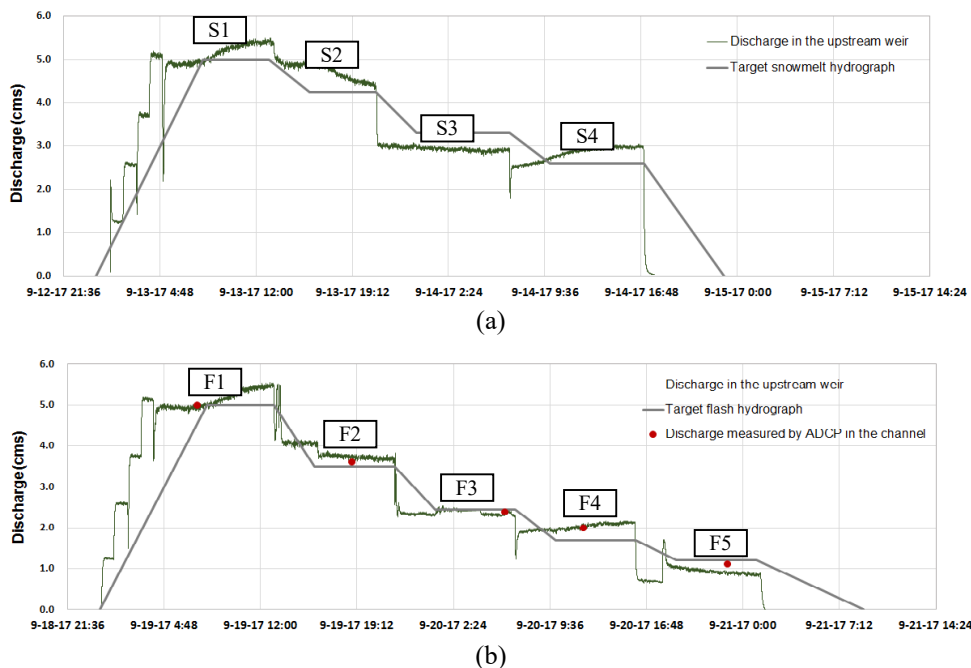 6.0
5.0
4.0
3.0
2.0
1.0
0.0
Discharge (cms)
S1
S2
S3
S4
Discharge in the upstream weir
Target snowmelt hydrograph
9-12-17 21:36 9-13-17 4:48 9-13-17 12:00 9-13-17 19:12 9-14-17 2:24 9-14-17 9:36 9-14-17 16:48 9-15-17 0:00 9-15-17 7:12 9-15-17 14:24
(a)
6.0
5.0
4.0
3.0
2.0
1.0
0.0
Discharge (cms)
F1
F2
F3
F4
F5
Discharge in the upstream weir
Target flash hydrograph
Discharge measured by ADCP in the channel
9-18-17 21:36 9-19-17 4:48 9-19-17 12:00 9-19-17 19:12 9-20-17 2:24 9-20-17 9:36 9-20-17 16:48 9-21-17 0:00 9-21-17 7:12 9-21-17 14:24
(b)